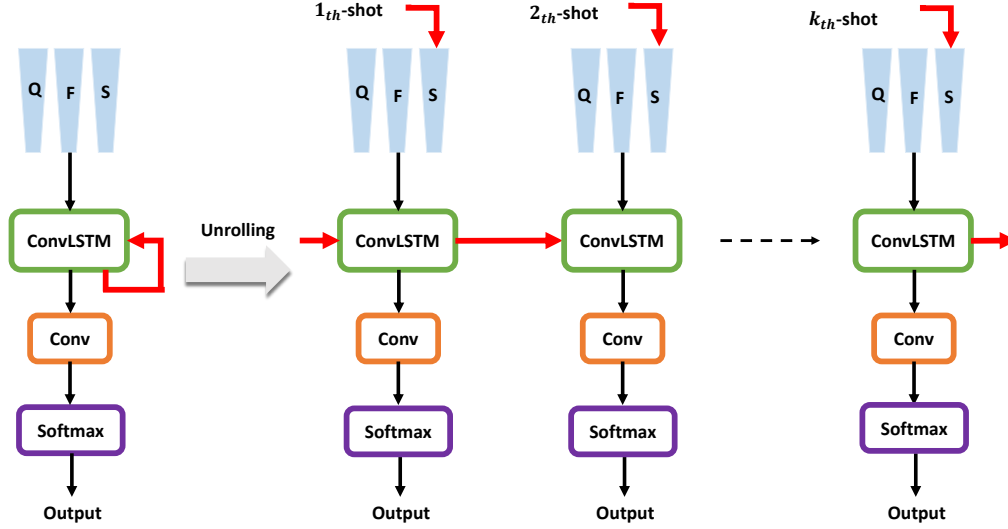 1th-shot
2th-shot
kth-shot
Q F S
Q F S
Q F S
Q F S
Unrolling
ConvLSTM
ConvLSTM
ConvLSTM
ConvLSTM
Conv
Conv
Conv
Conv
Softmax
Softmax
Softmax
Softmax
Output
Output
Output
Output